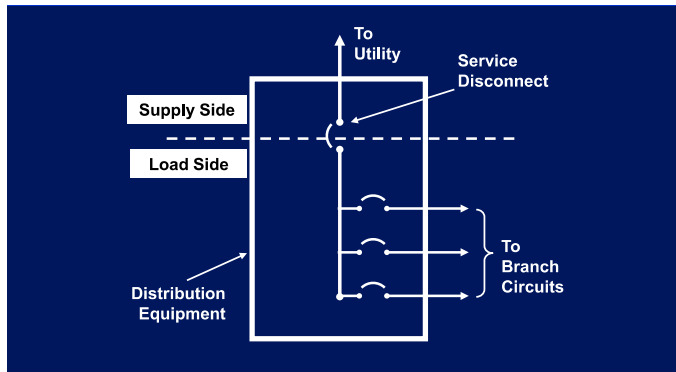 To
Utility
Service
Disconnect
Supply Side
Load Side
To
Branch
Circuits
Distribution
Equipment